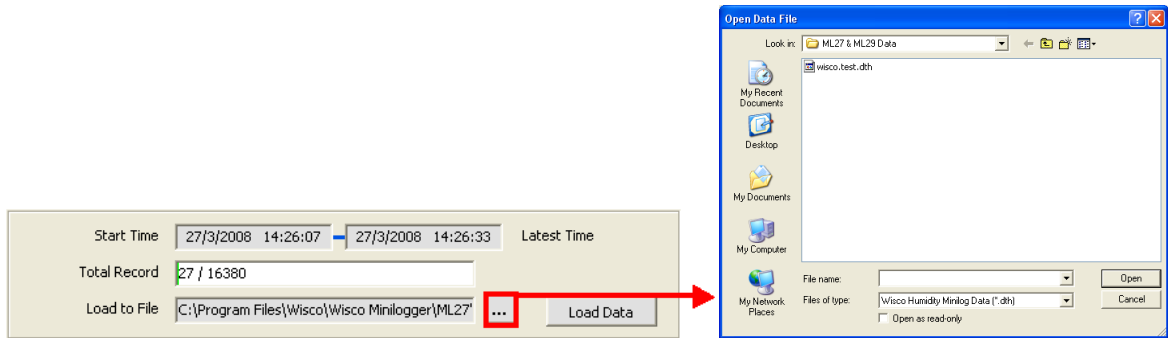 Start Time 27/3/2008 14:26:07 27/3/2008 14:26:33 Latest Time
Total Record 27 / 16380
Load to File C:\Program Files\Wisco\Wisco Minilogger\ML27' ... Load Data
Open Data File
Look in: ML27 & ML29 Data
wisco.test.dth
My Recent
Documents
Desktop
My Documents
My Computer
My Network
Places
File name: Open
Files of type: Wisco Humidity Minilog Data (*.dth) Cancel
Open as read-only